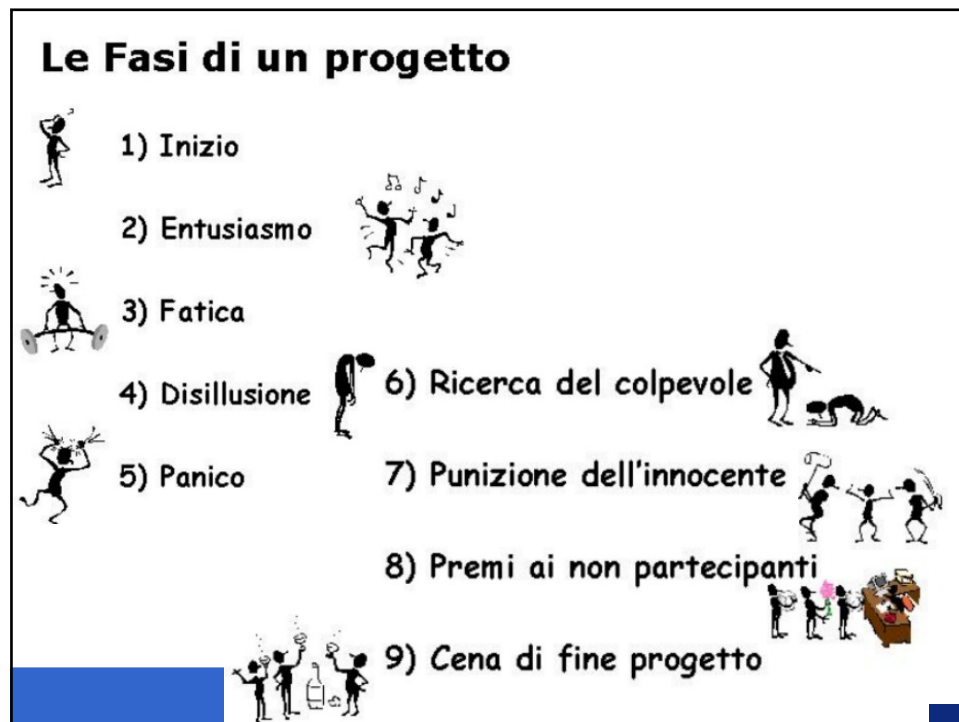 Le Fasi di un progetto
1) Inizio
2) Entusiasmo
3) Fatica
4) Disillusione
5) Panico
6) Ricerca del colpevole
7) Punizione dell'innocente
8) Premi ai non partecipanti
9) Cena di fine progetto